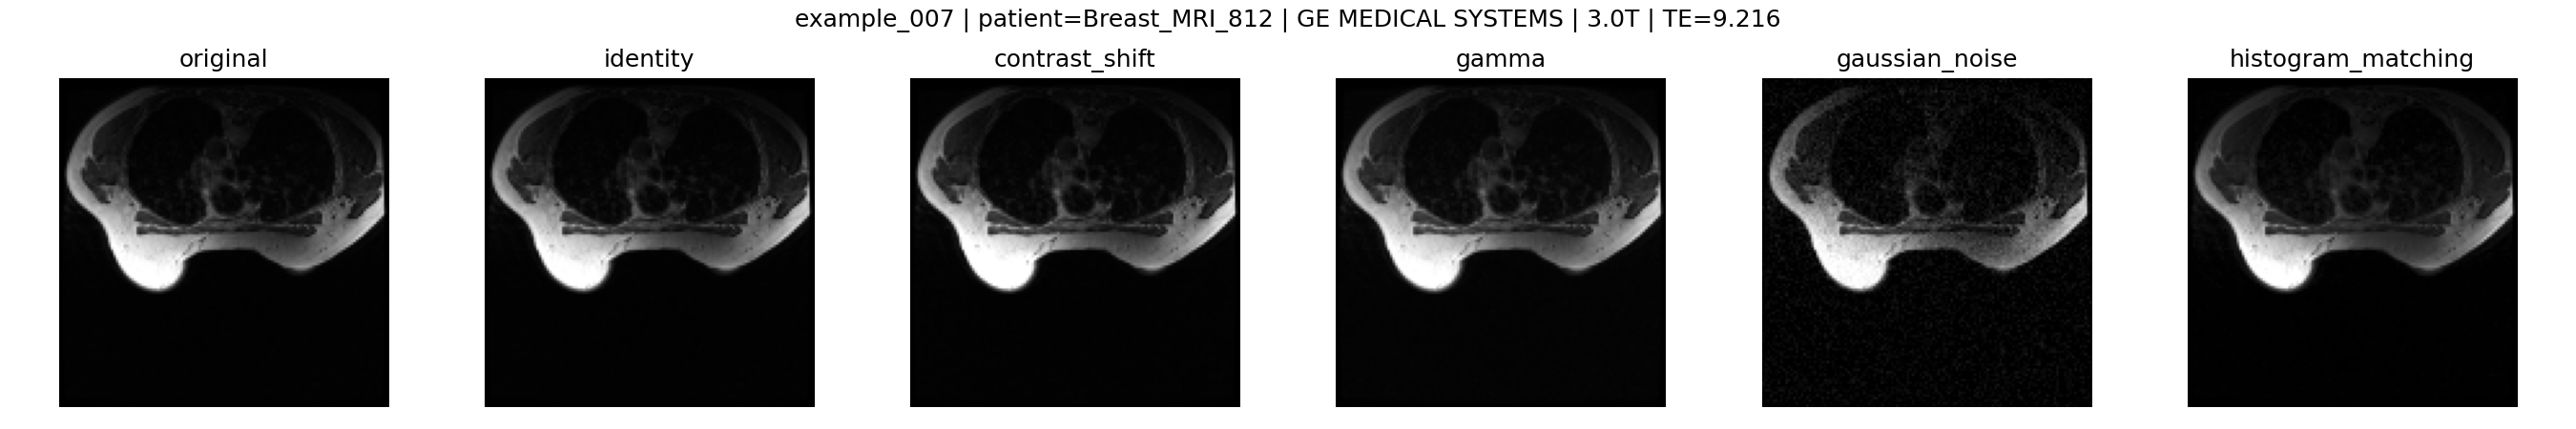 example_007 | patient=Breast_MRI_812 | GE MEDICAL SYSTEMS | 3.0T | TE=9.216
original identity contrast_shift gamma gaussian_noise histogram_matching